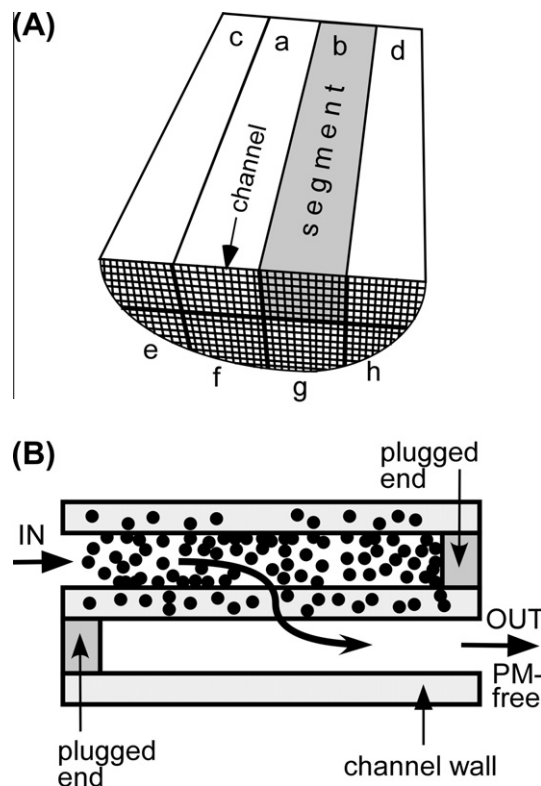 (A)
c a b d
segment
channel
e f g h
(B)
plugged
end
IN
OUT
PM-
free
plugged
end
channel wall